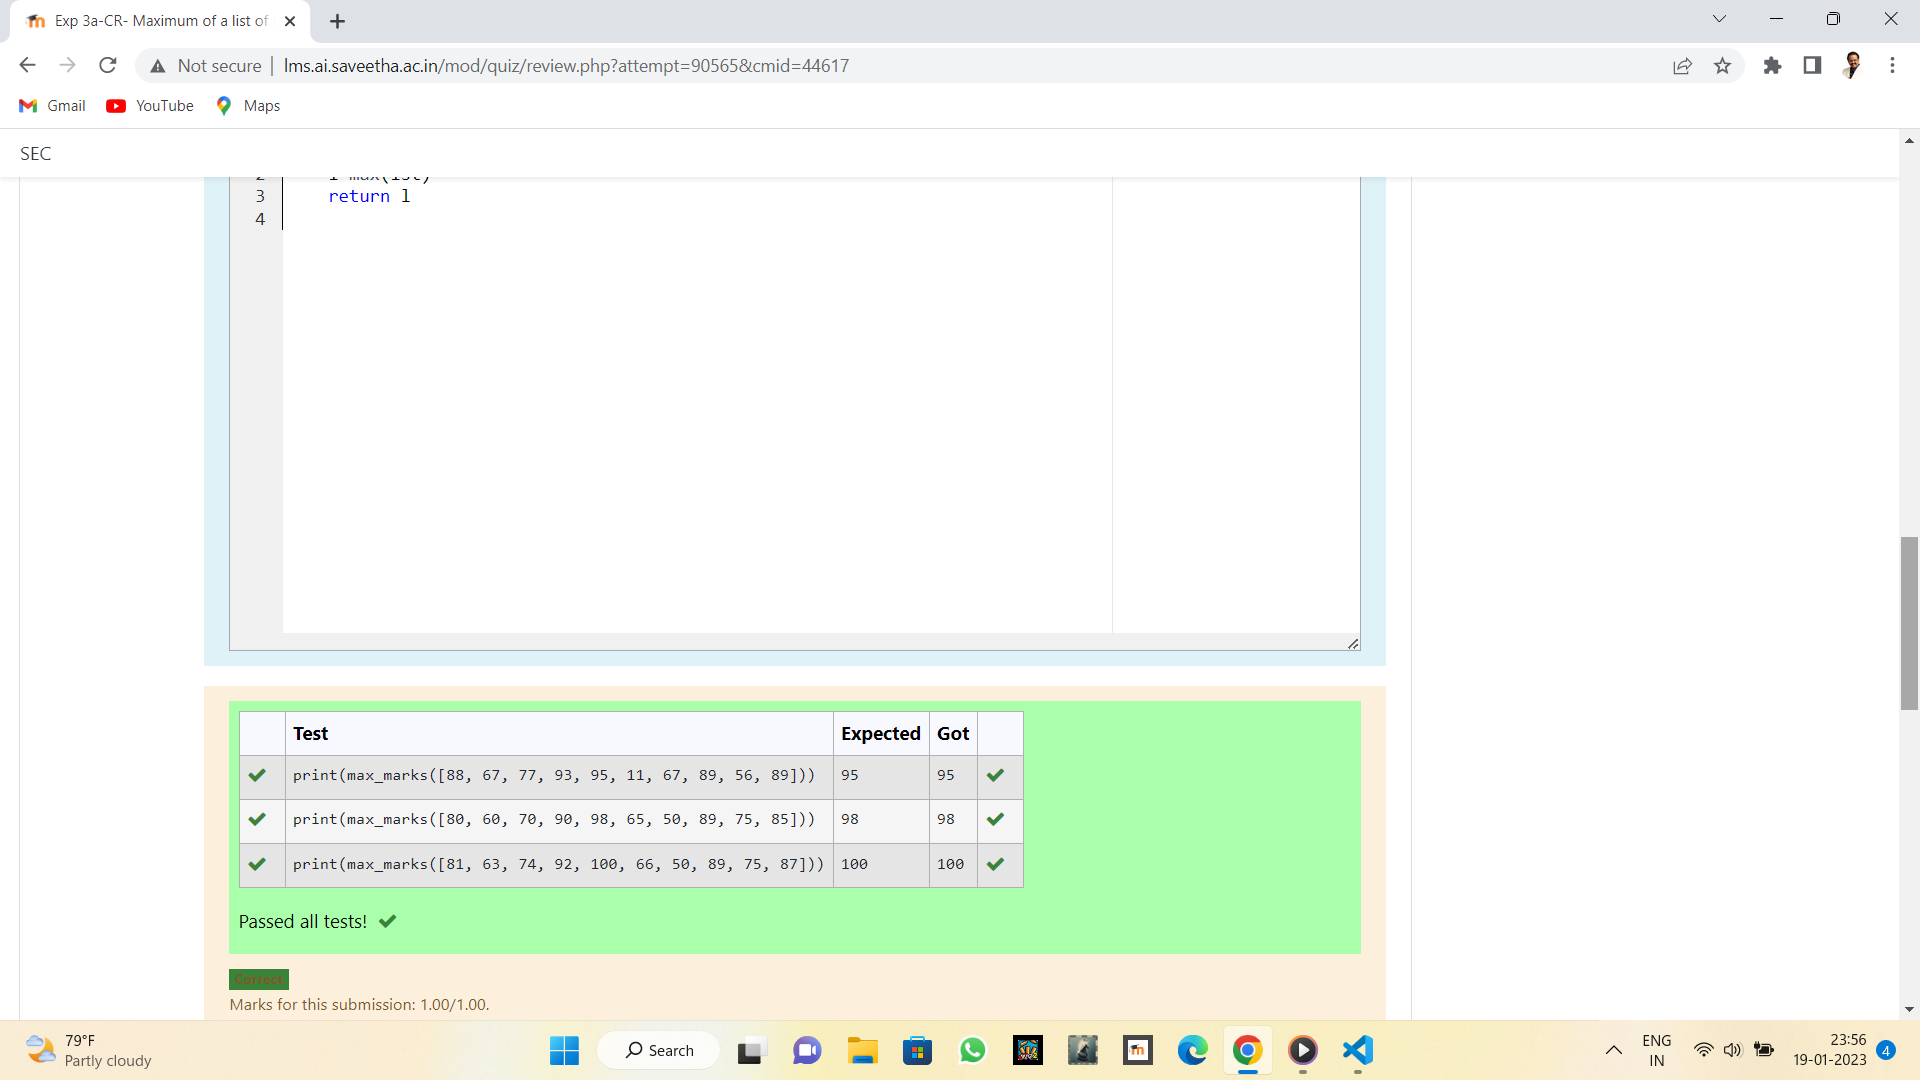 Exp 3a-CR- Maximum of a list of
Not secure
lms.ai.saveetha.ac.in/mod/quiz/review.php?attempt=90565&cmid=44617
Gmail
YouTube
Maps
SEC
2
3 return l
4
Test Expected Got
print(max_marks([88, 67, 77, 93, 95, 11, 67, 89, 56, 89])) 95 95
print(max_marks([80, 60, 70, 90, 98, 65, 50, 89, 75, 85])) 98 98
print(max_marks([81, 63, 74, 92, 100, 66, 50, 89, 75, 87])) 100 100
Passed all tests!
Correct
Marks for this submission: 1.00/1.00.
79°F
Partly cloudy
Search
ENG
IN
23:56
19-01-2023
4